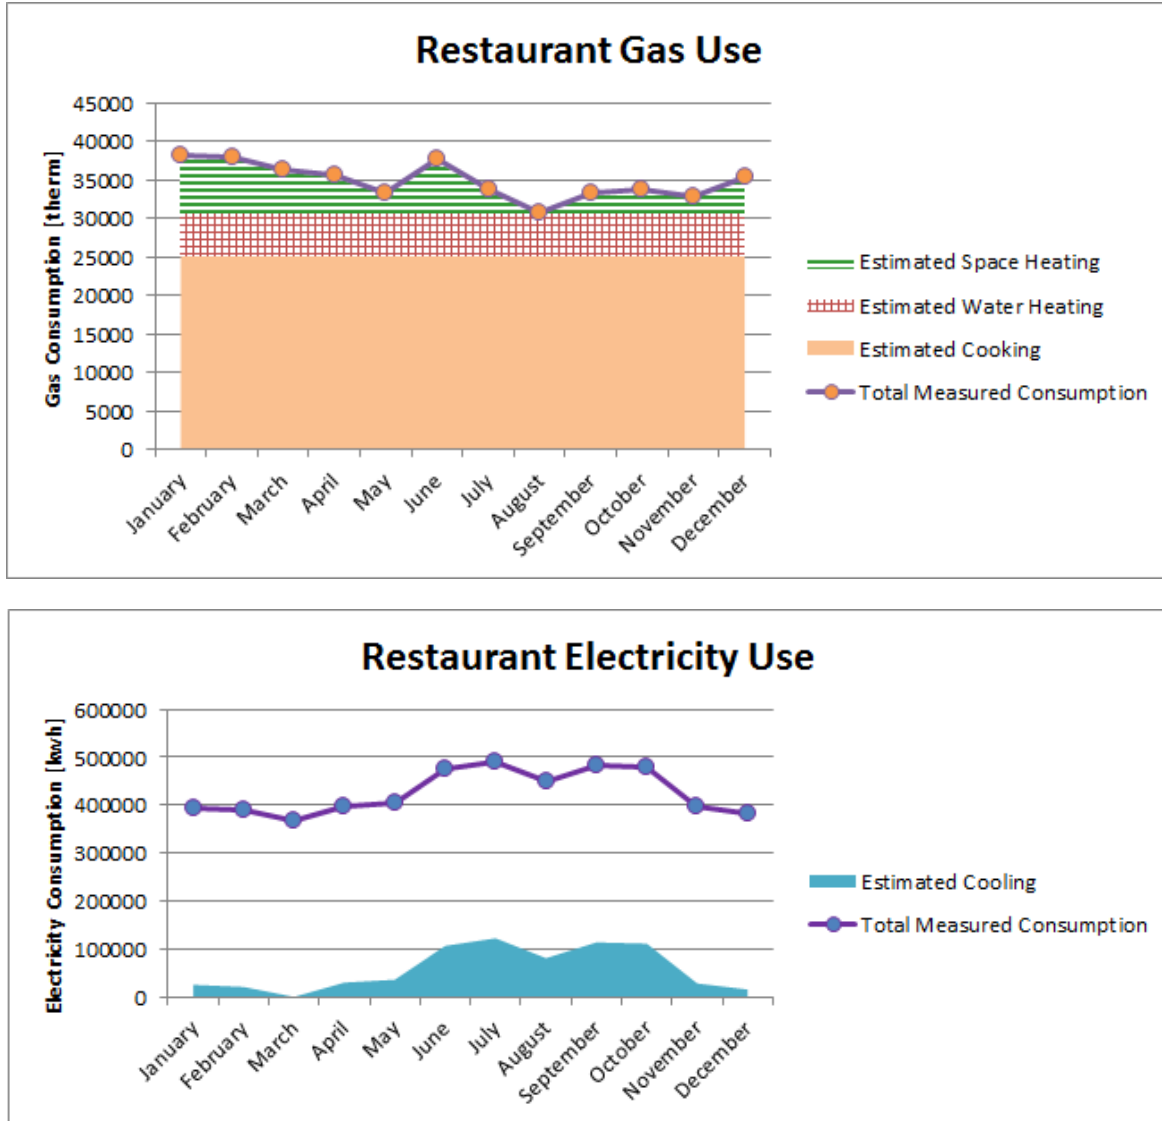 Restaurant Gas Use
Gas Consumption [therm]
45000
40000
35000
30000
25000
20000
15000
10000
5000
0
January
February
March
April
May
June
July
August
September
October
November
December
Estimated Space Heating
Estimated Water Heating
Estimated Cooking
Total Measured Consumption
Restaurant Electricity Use
Electricity Consumption [kwh]
600000
500000
400000
300000
200000
100000
0
January
February
March
April
May
June
July
August
September
October
November
December
Estimated Cooling
Total Measured Consumption